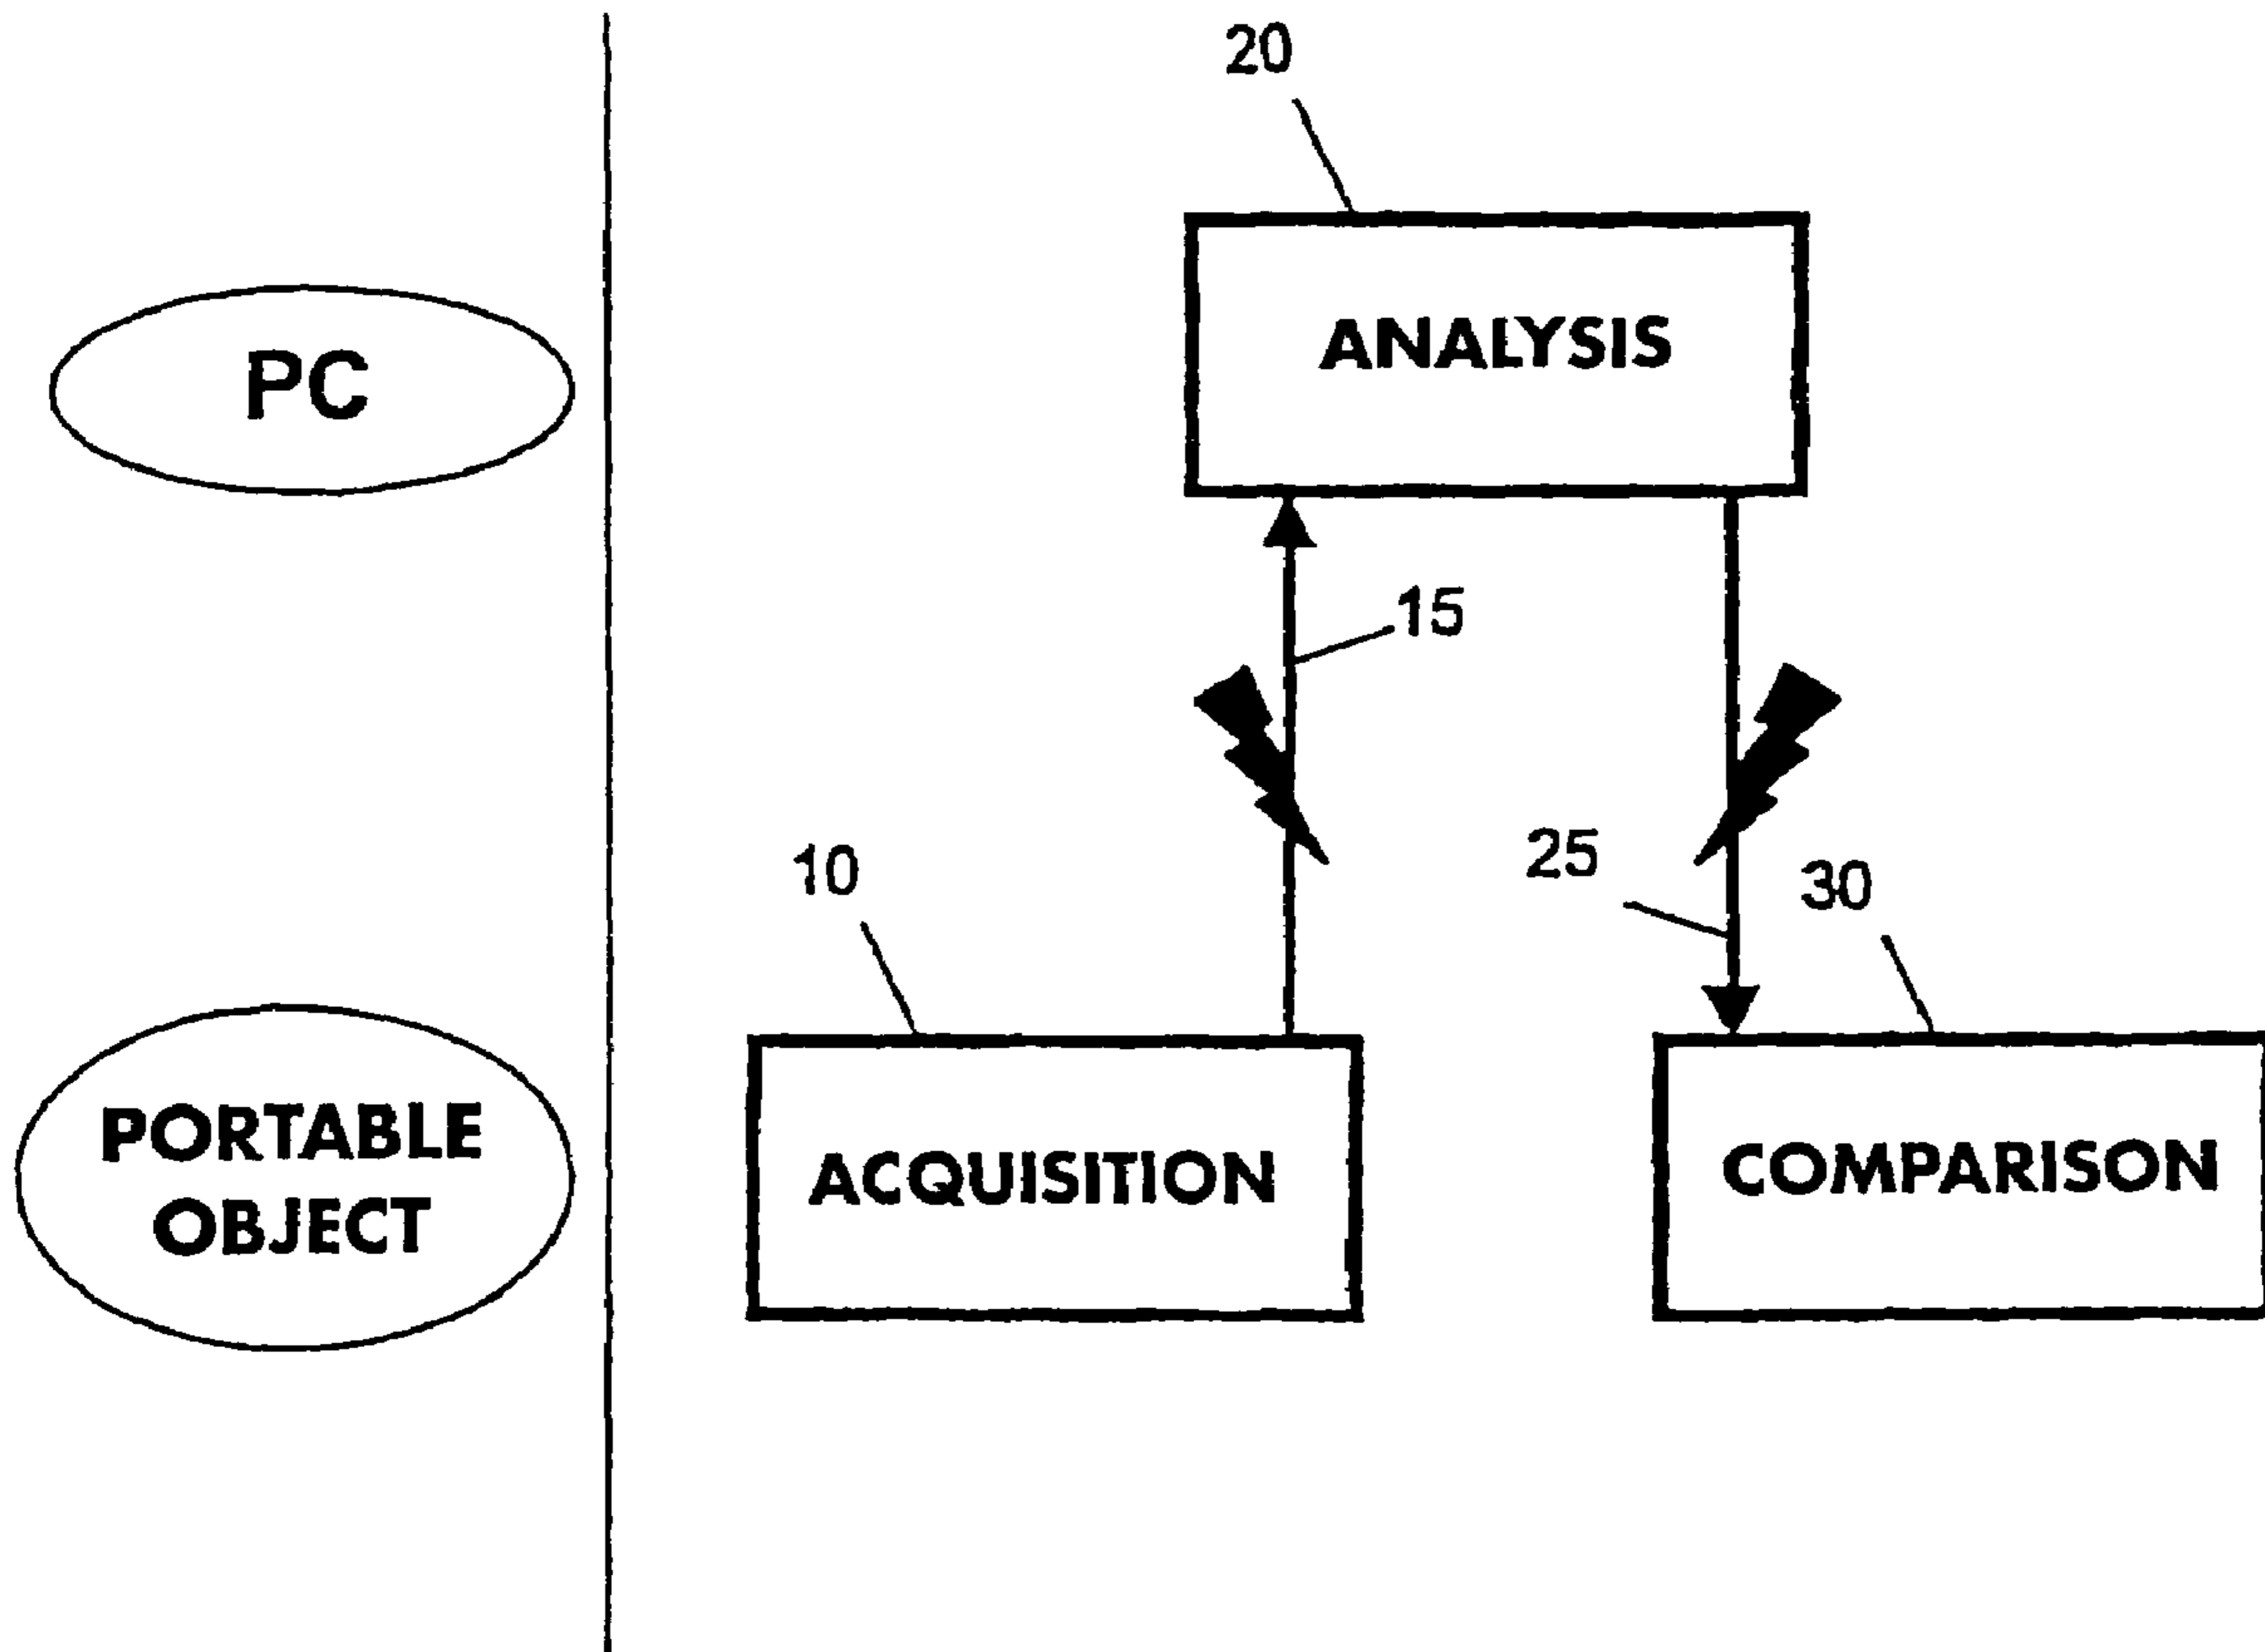 20
PC
ANALYSIS
15
10
25
30
PORTABLE
OBJECT
ACQUISITION
COMPARISON